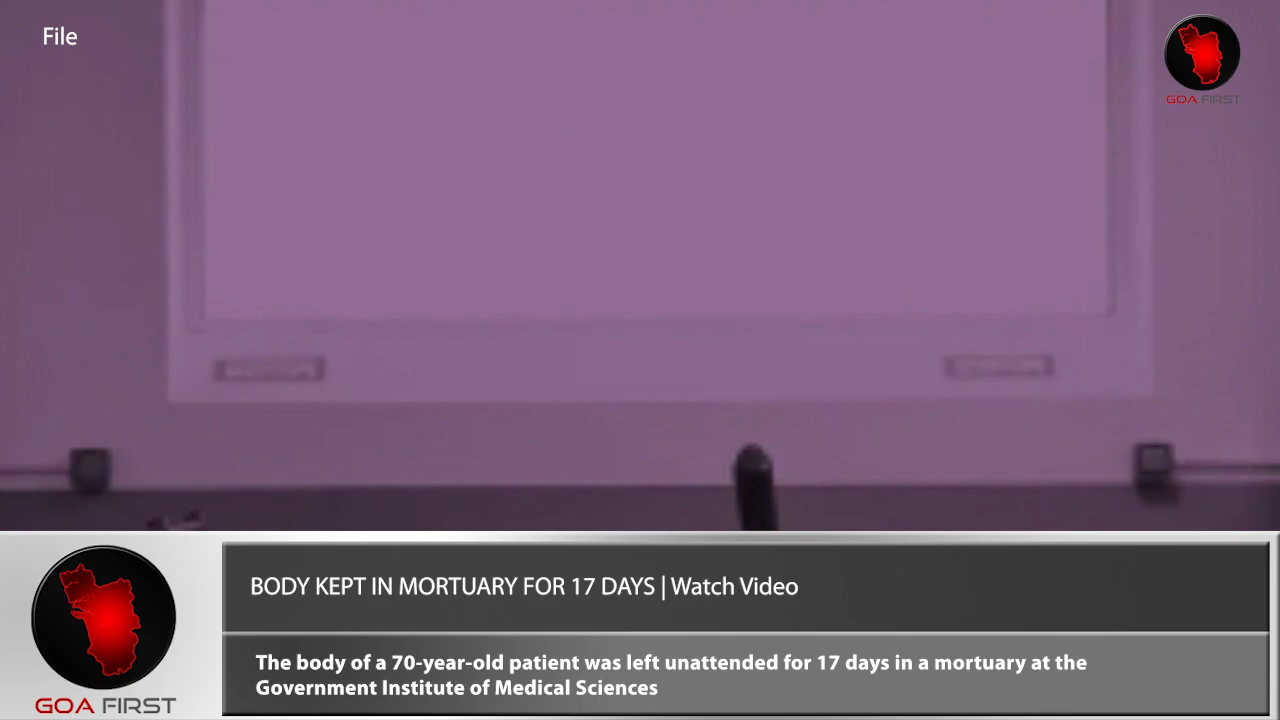 File
GOA FIRST
BODY KEPT IN MORTUARY FOR 17 DAYS | Watch Video
The body of a 70-year-old patient was left unattended for 17 days in a mortuary at the
Government Institute of Medical Sciences
GOA FIRST